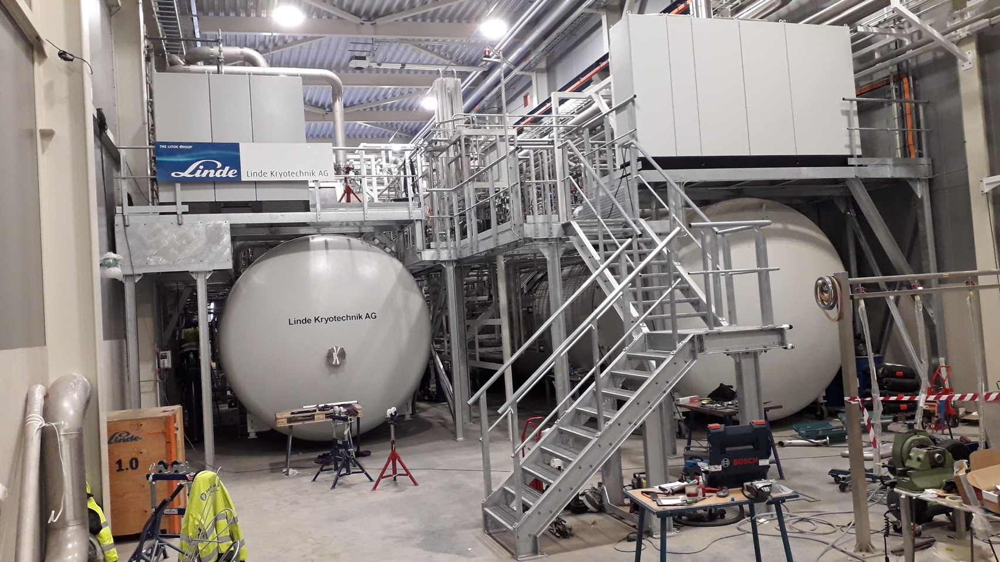 THE LINDE GROUP
Linde
Linde Kryotechnik AG
Linde Kryotechnik AG
Linde
1.0
BOSCH